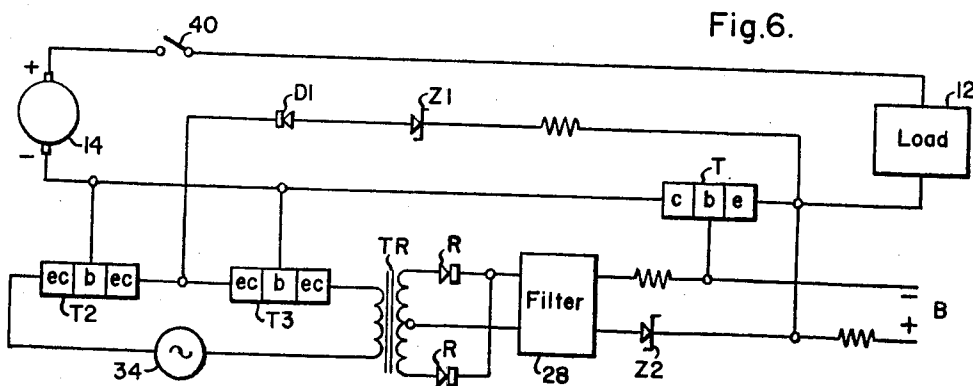 Fig.6.
40
+
14
-
D1
Z1
12
Load
T
c b e
ec b ec
T2
ec b ec
T3
TR
R
R
Filter
28
Z2
-
B
+
34
~